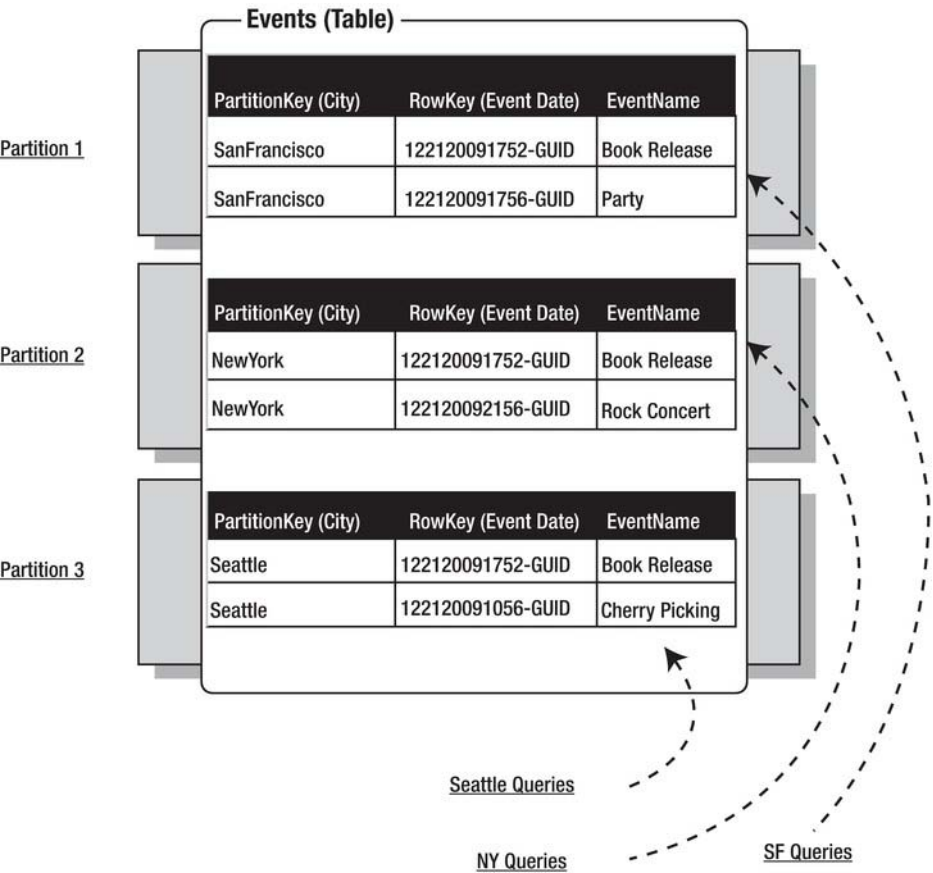 Events (Table)
PartitionKey (City) RowKey (Event Date) EventName
Partition 1
SanFrancisco 122120091752-GUID Book Release
SanFrancisco 122120091756-GUID Party
PartitionKey (City) RowKey (Event Date) EventName
Partition 2
NewYork 122120091752-GUID Book Release
NewYork 122120092156-GUID Rock Concert
PartitionKey (City) RowKey (Event Date) EventName
Partition 3
Seattle 122120091752-GUID Book Release
Seattle 122120091056-GUID Cherry Picking
Seattle Queries
NY Queries
SF Queries